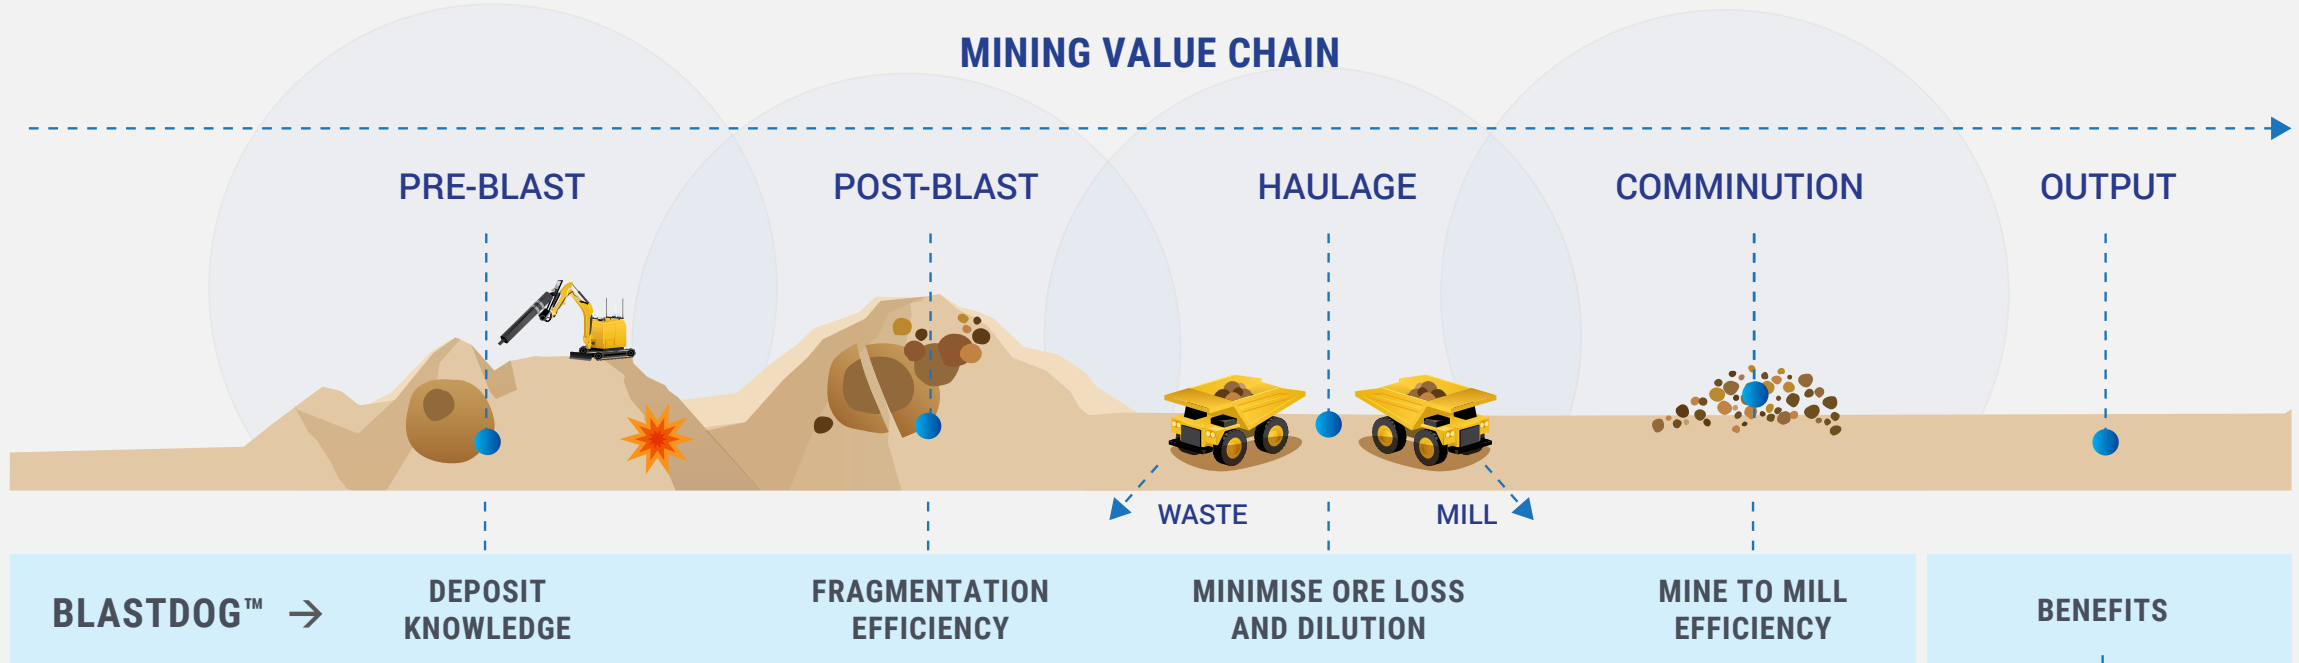 MINING VALUE CHAIN
PRE-BLAST
POST-BLAST
HAULAGE
COMMINUTION
OUTPUT
WASTE
MILL
BLASTDOG™ →
DEPOSIT
KNOWLEDGE
FRAGMENTATION
EFFICIENCY
MINIMISE ORE LOSS
AND DILUTION
MINE TO MILL
EFFICIENCY
BENEFITS